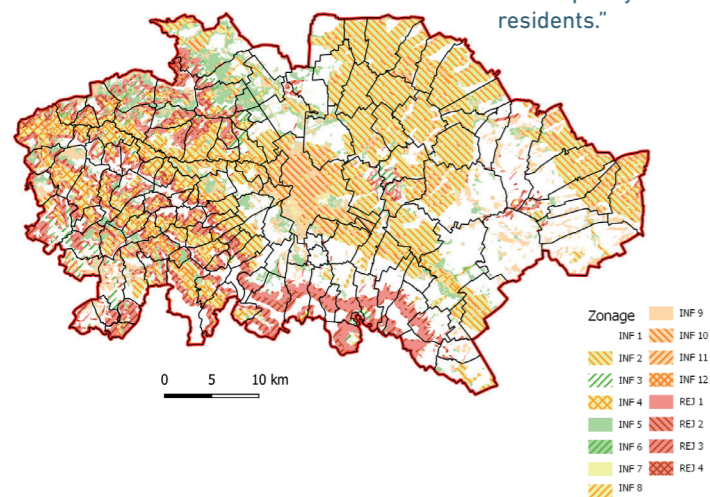 residents.”
0 5 10 km
Zonage
INF 1
INF 2
INF 3
INF 4
INF 5
INF 6
INF 7
INF 8
INF 9
INF 10
INF 11
INF 12
REJ 1
REJ 2
REJ 3
REJ 4